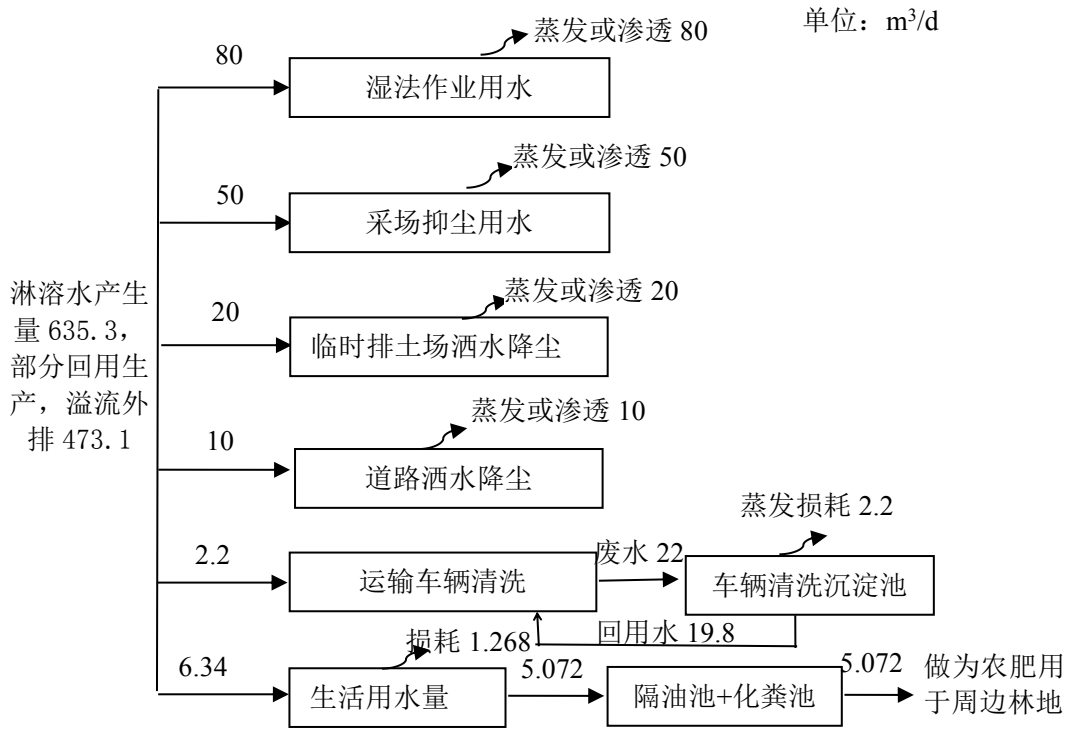 单位：m³/d
蒸发或渗透 80
80
湿法作业用水
蒸发或渗透 50
50
采场抑尘用水
淋溶水产生
量 635.3，
部分回用生
产，溢流外
排 473.1
蒸发或渗透 20
20
临时排土场洒水降尘
蒸发或渗透 10
10
道路洒水降尘
蒸发损耗 2.2
2.2
运输车辆清洗
废水 22
车辆清洗沉淀池
回用水 19.8
损耗 1.268
6.34
生活用水量
5.072
隔油池+化粪池
5.072
做为农肥用
于周边林地